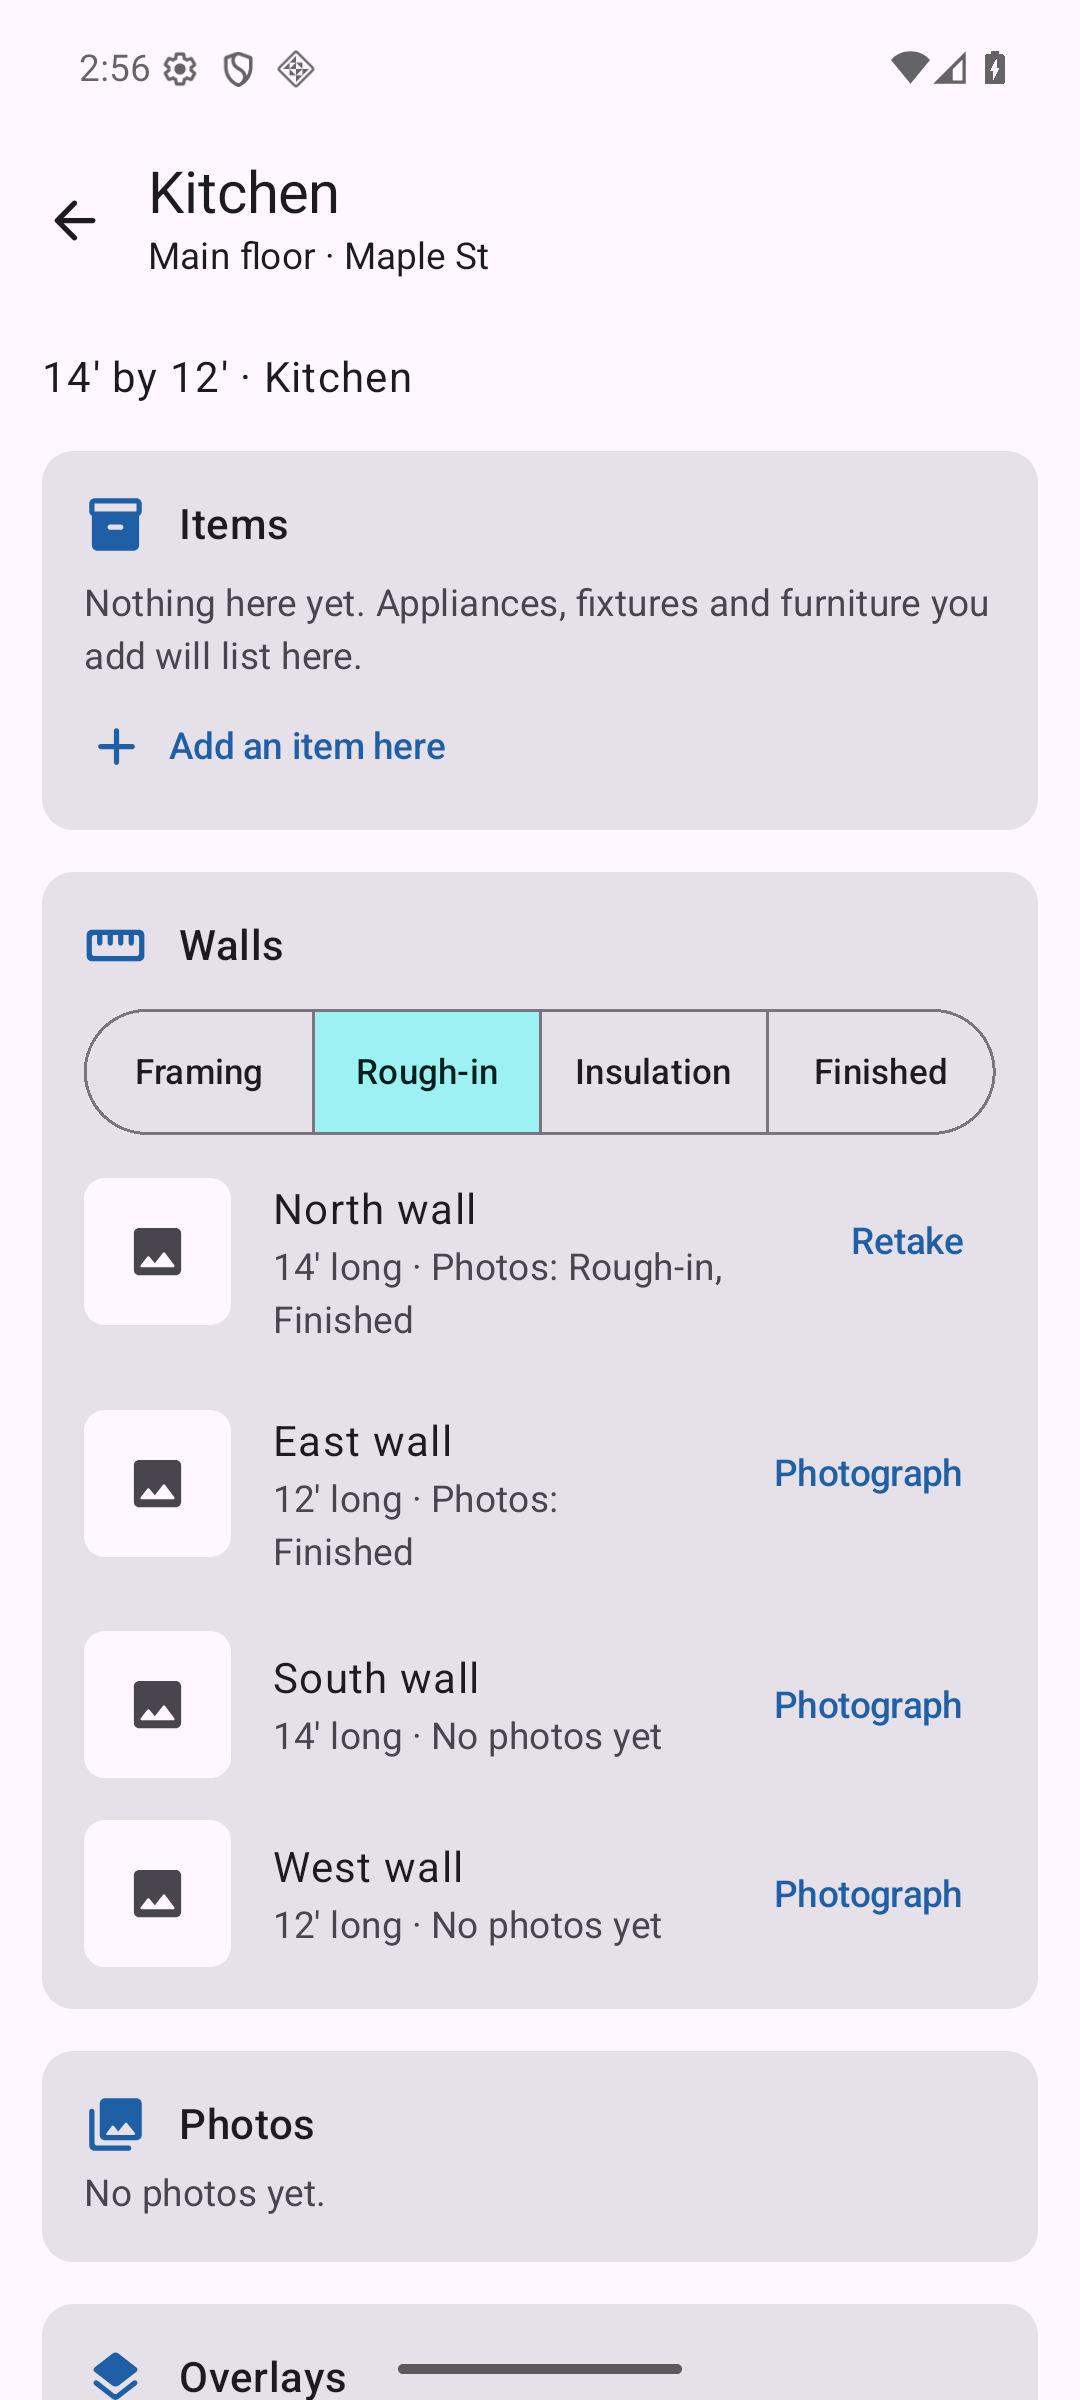 2:56
Kitchen
Main floor · Maple St
14' by 12' · Kitchen
Items
Nothing here yet. Appliances, fixtures and furniture you
add will list here.
Add an item here
Walls
Framing
Rough-in
Insulation
Finished
North wall
14' long · Photos: Rough-in,
Finished
Retake
East wall
12' long · Photos:
Finished
Photograph
South wall
14' long · No photos yet
Photograph
West wall
12' long · No photos yet
Photograph
Photos
No photos yet.
Overlays